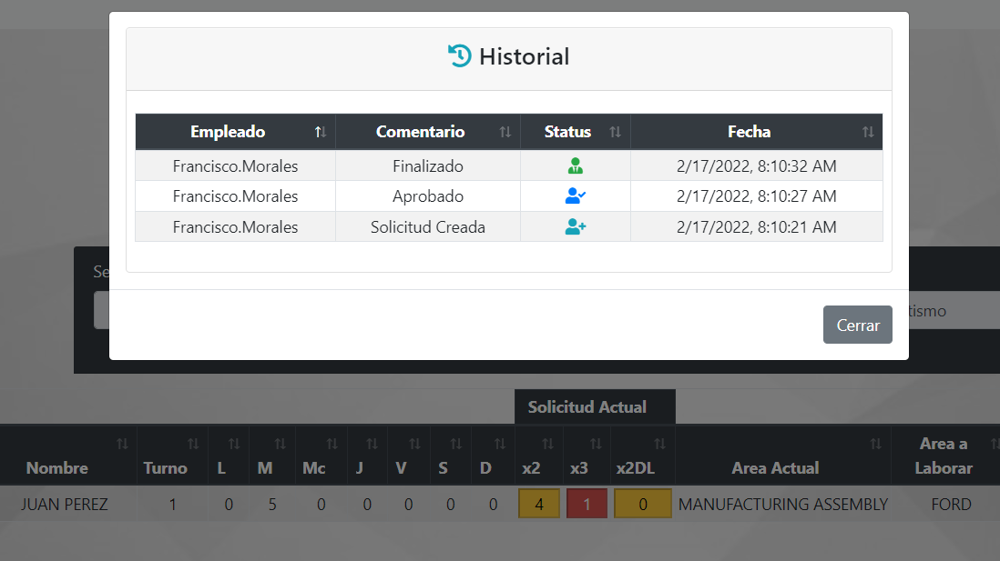 Historial
Empleado Comentario Status Fecha
Francisco.Morales Finalizado 2/17/2022, 8:10:32 AM
Francisco.Morales Aprobado 2/17/2022, 8:10:27 AM
Francisco.Morales Solicitud Creada 2/17/2022, 8:10:21 AM
Cerrar
Solicitud Actual
Nombre Turno L M Mc J V S D x2 x3 x2DL Area Actual Area a Laborar
JUAN PEREZ 1 0 5 0 0 0 0 0 4 1 0 MANUFACTURING ASSEMBLY FORD